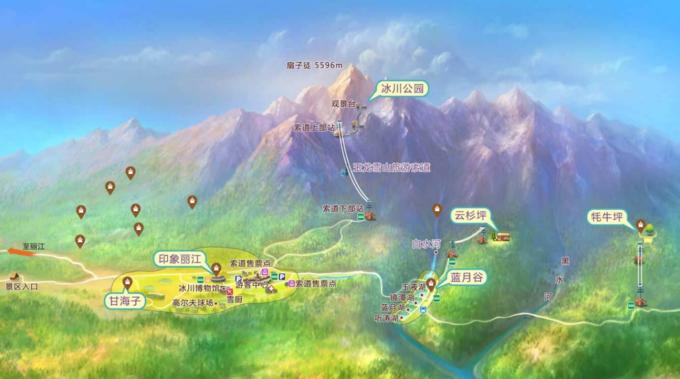 扇子陡 5596m
冰川公园
观景台
索道上部站
玉龙雪山旅游索道
索道下部站
云杉坪
牦牛坪
白水河
黑水河
至丽江
印象丽江
索道售票点
蓝月谷
景区入口
甘海子
冰川博物馆
游客中心
索道售票点
雪厨
高尔夫球场
玉液湖
镜潭湖
蓝月湖
听涛湖